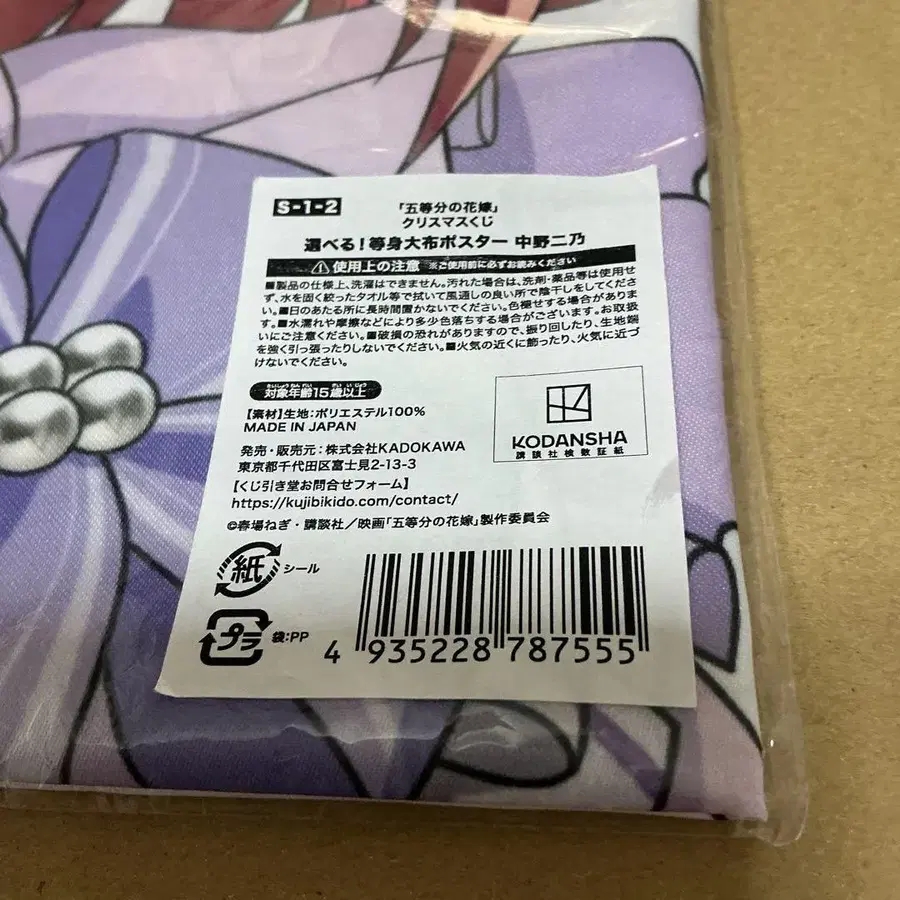 S-1-2
「五等分の花嫁」
クリスマスくじ
選べる!等身大布ポスター 中野二乃
⚠使用上の注意 ※ご使用前に必ずお読みください
■製品の仕様上、洗濯はできません。汚れた場合は、洗剤・薬品等は使用せ
ず、水を固く絞ったタオル等で拭いて風通しの良い所で陰干しをしてくださ
い。■日のあたる所に長時間置かないでください。色褪せする場合がありま
す。■水濡れや摩擦などにより多少色落ちする場合がございます。お取扱
いにご注意ください。■破損の恐れがありますので、振り回したり、生地端
を強く引っ張ったりしないでください。■火気の近くに飾ったり、火気に近づ
けないでください。
たいしょうねんれい さいいじょう
対象年齢15歳以上
【素材】生地:ポリエステル100%
MADE IN JAPAN
発売・販売元:株式会社KADOKAWA
東京都千代田区富士見2-13-3
【くじ引き堂お問合せフォーム】
https://kujibikido.com/contact/
©春場ねぎ・講談社/映画「五等分の花嫁」製作委員会
KODANSHA
講談社検数証紙
紙 シール
プラ 袋:PP
4 935228 787555